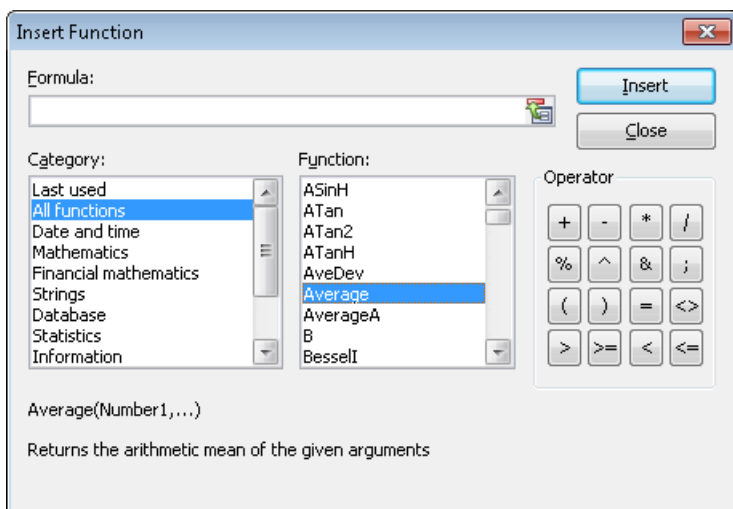 Insert Function
Formula:
Insert
Close
Category:
Last used
All functions
Date and time
Mathematics
Financial mathematics
Strings
Database
Statistics
Information
Function:
ASinH
ATan
ATan2
ATanH
AveDev
Average
AverageA
B
BesselI
Operator
+ - * /
% ^ & ;
( ) = <>
> >= < <=
Average(Number1,...)
Returns the arithmetic mean of the given arguments